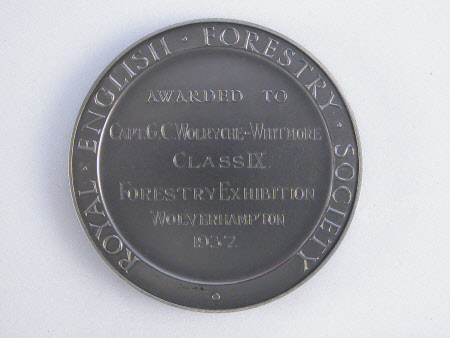 ROYAL · ENGLISH · FORESTRY · SOCIETY
AWARDED TO
CAPT. G. C. WOLRYCHE-WHITMORE
CLASS IX.
FORESTRY EXHIBITION
WOLVERHAMPTON
1937